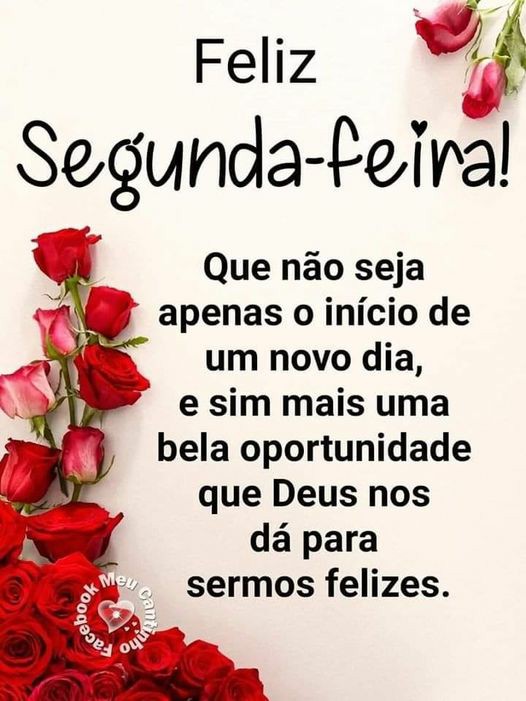 Feliz
Segunda-feira!
Que não seja
apenas o início de
um novo dia,
e sim mais uma
bela oportunidade
que Deus nos
dá para
sermos felizes.
Facebook Meu Cantinho